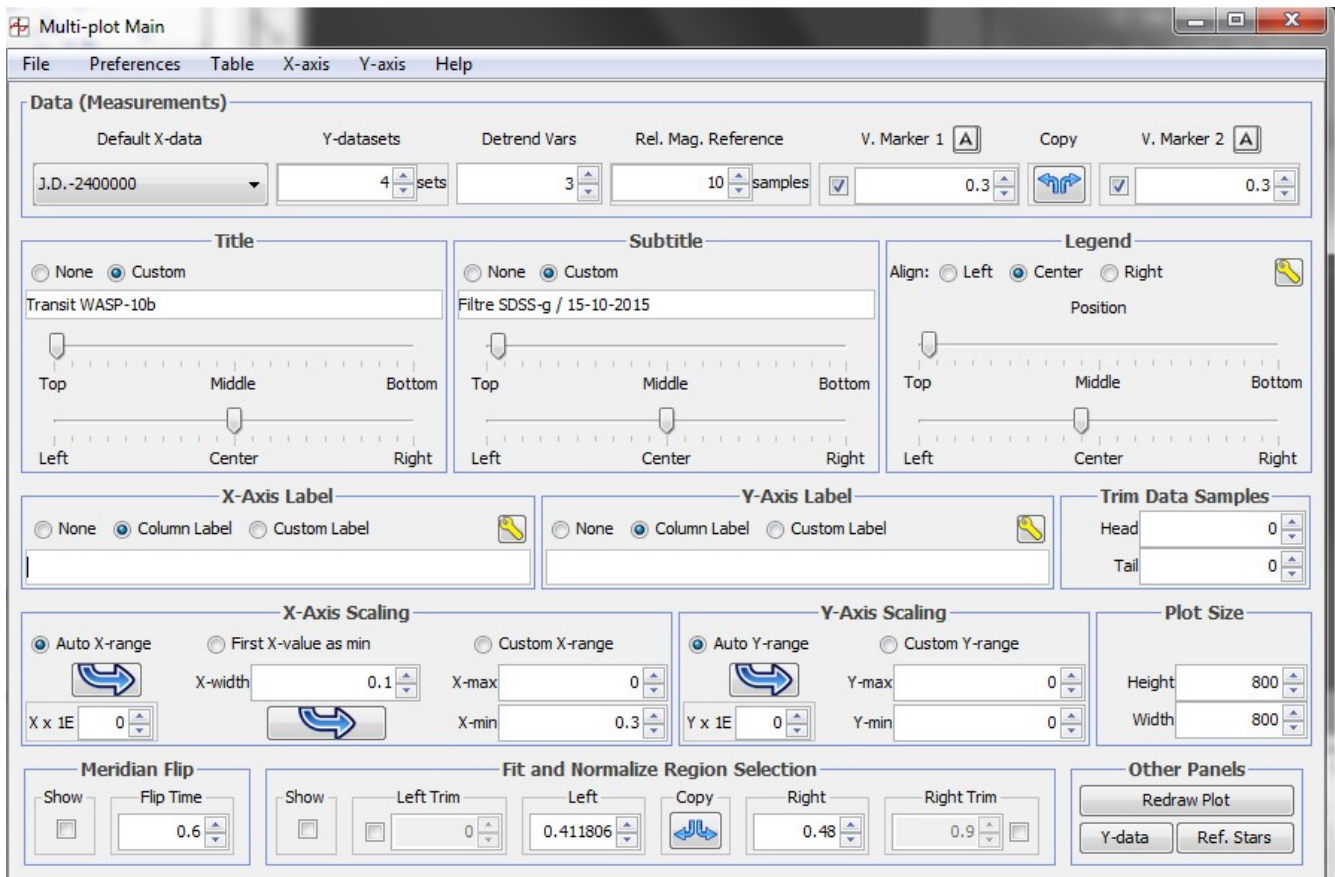 Multi-plot Main
File Preferences Table X-axis Y-axis Help
Data (Measurements)
Default X-data Y-datasets Detrend Vars Rel. Mag. Reference V. Marker 1 A Copy V. Marker 2 A
J.D.-2400000 4 sets 3 10 samples 0.3 0.3
Title Subtitle Legend
None Custom None Custom Align: Left Center Right
Transit WASP-10b Filtre SDSS-g / 15-10-2015 Position
Top Middle Bottom Top Middle Bottom Top Middle Bottom
Left Center Right Left Center Right Left Center Right
X-Axis Label Y-Axis Label Trim Data Samples
None Column Label Custom Label None Column Label Custom Label Head 0
Tail 0
X-Axis Scaling Y-Axis Scaling Plot Size
Auto X-range First X-value as min Custom X-range Auto Y-range Custom Y-range
X-width 0.1 X-max 0 Y-max 0 Height 800
X x 1E 0 X-min 0.3 Y x 1E 0 Y-min 0 Width 800
Meridian Flip Fit and Normalize Region Selection Other Panels
Show Flip Time Show Left Trim Left Copy Right Right Trim Redraw Plot
0.6 0 0.411806 0.48 0.9 Y-data Ref. Stars